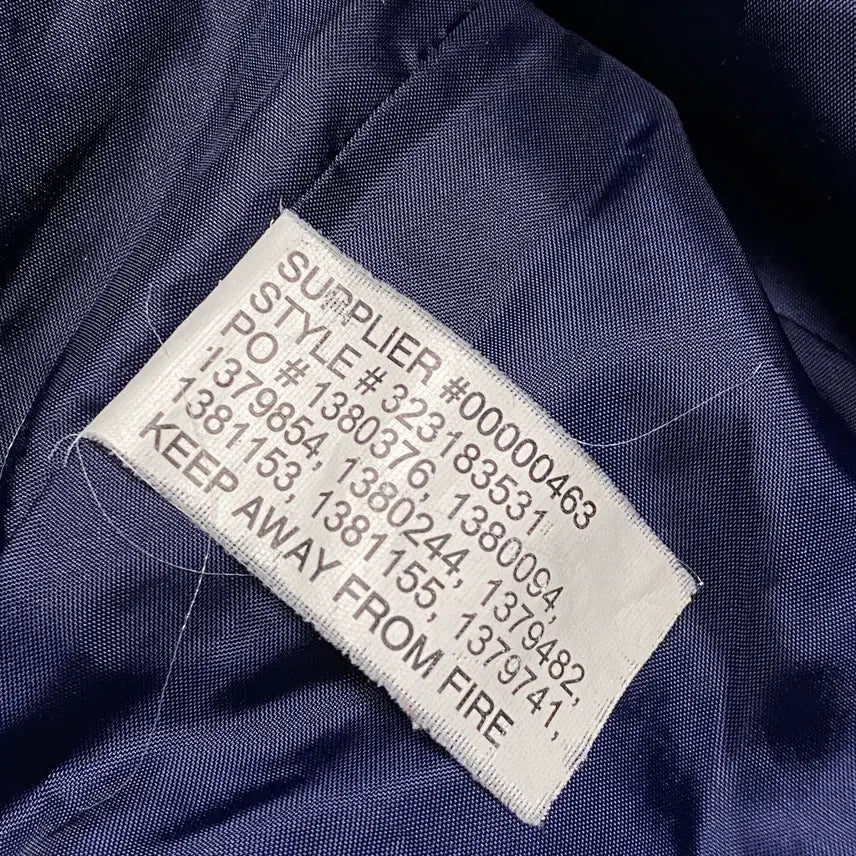 SUPPLIER #00000463
STYLE # 323183531
PO # 1380376, 1380094,
1379854, 1380244, 1379482,
1381153, 1381155, 1379741,
KEEP AWAY FROM FIRE